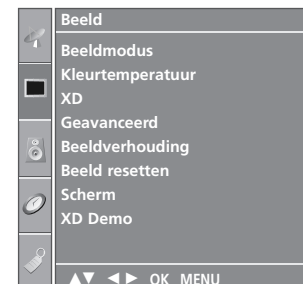 Beeld
Beeldmodus
Kleurtemperatuur
XD
Geavanceerd
Beeldverhouding
Beeld resetten
Scherm
XD Demo
▲▼ ◄► OK MENU